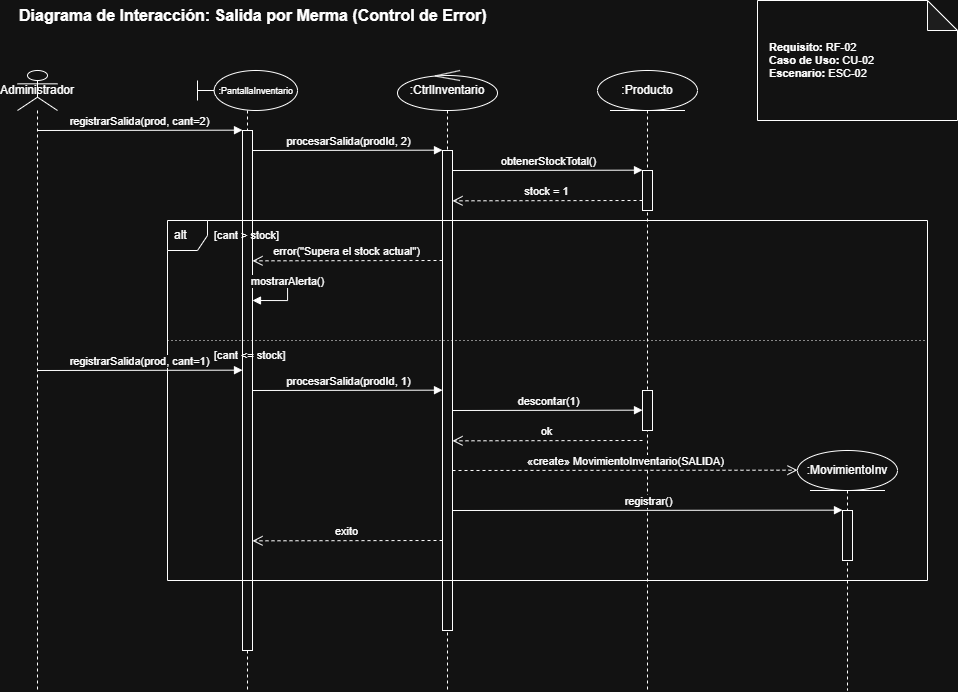 Diagrama de Interacción: Salida por Merma (Control de Error)
Requisito: RF-02
Caso de Uso: CU-02
Escenario: ESC-02
Administrador
:PantallaInventario
:CtrlInventario
:Producto
registrarSalida(prod, cant=2)
procesarSalida(prodId, 2)
obtenerStockTotal()
stock = 1
alt
[cant > stock]
error("Supera el stock actual")
mostrarAlerta()
[cant <= stock]
registrarSalida(prod, cant=1)
procesarSalida(prodId, 1)
descontar(1)
ok
«create» MovimientoInventario(SALIDA)
:MovimientoInv
registrar()
exito